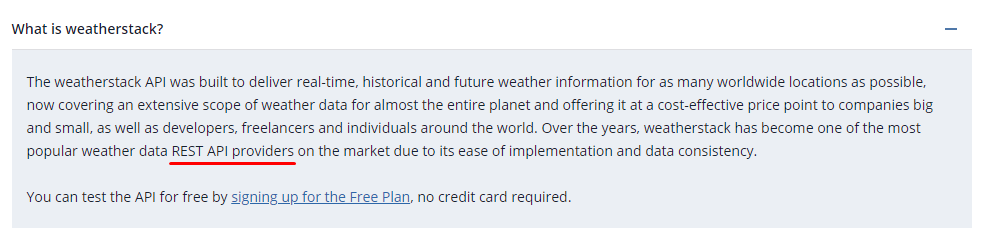 What is weatherstack?
The weatherstack API was built to deliver real-time, historical and future weather information for as many worldwide locations as possible,
now covering an extensive scope of weather data for almost the entire planet and offering it at a cost-effective price point to companies big
and small, as well as developers, freelancers and individuals around the world. Over the years, weatherstack has become one of the most
popular weather data REST API providers on the market due to its ease of implementation and data consistency.
You can test the API for free by signing up for the Free Plan, no credit card required.